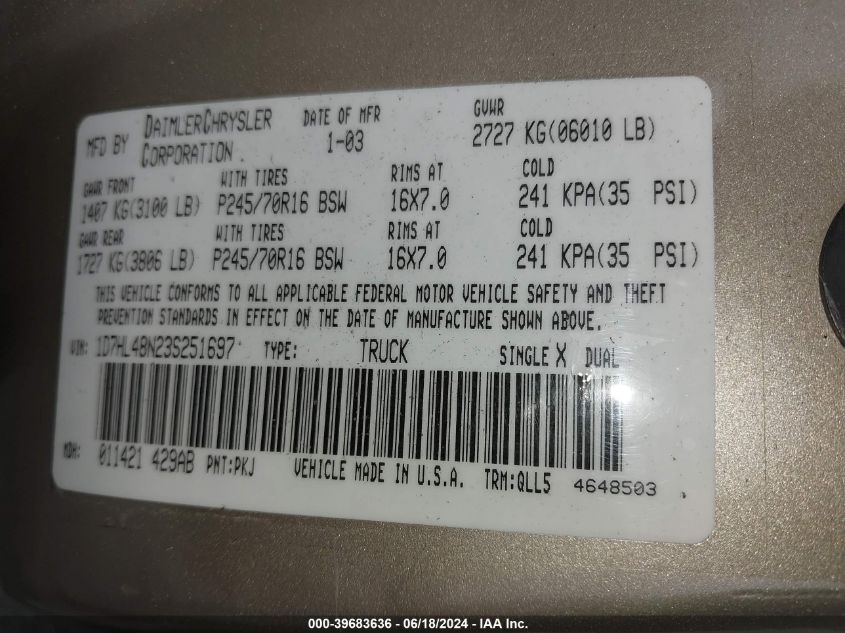 MFD BY DAIMLERCHRYSLER CORPORATION DATE OF MFR 1-03 GVWR 2727 KG(06010 LB)
GAWR FRONT WITH TIRES RIMS AT COLD
1407 KG(3100 LB) P245/70R16 BSW 16X7.0 241 KPA(35 PSI)
GAWR REAR WITH TIRES RIMS AT COLD
1727 KG(3806 LB) P245/70R16 BSW 16X7.0 241 KPA(35 PSI)
THIS VEHICLE CONFORMS TO ALL APPLICABLE FEDERAL MOTOR VEHICLE SAFETY AND THEFT
PREVENTION STANDARDS IN EFFECT ON THE DATE OF MANUFACTURE SHOWN ABOVE.
VIN: 1D7HL48N23S251697 TYPE: TRUCK SINGLE X DUAL
MDH: 011421 429AB PNT:PKJ VEHICLE MADE IN U.S.A. TRM:QLL5 4648503
000-39683636 - 06/18/2024 - IAA Inc.